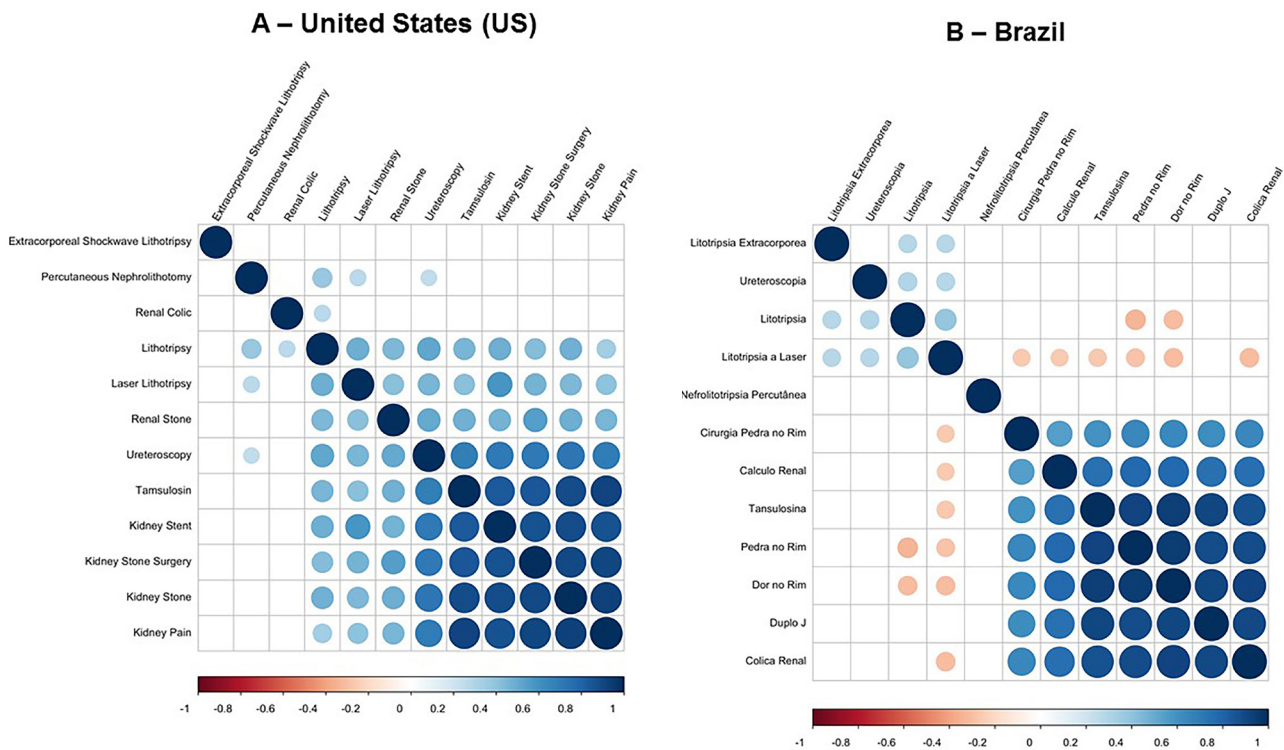 A – United States (US)
Extracorporeal Shockwave Lithotripsy
Percutaneous Nephrolithotomy
Renal Colic
Lithotripsy
Laser Lithotripsy
Renal Stone
Ureteroscopy
Tamsulosin
Kidney Stent
Kidney Stone Surgery
Kidney Stone
Kidney Pain
Extracorporeal Shockwave Lithotripsy
Percutaneous Nephrolithotomy
Renal Colic
Lithotripsy
Laser Lithotripsy
Renal Stone
Ureteroscopy
Tamsulosin
Kidney Stent
Kidney Stone Surgery
Kidney Stone
Kidney Pain
-1 -0.8 -0.6 -0.4 -0.2 0 0.2 0.4 0.6 0.8 1
B – Brazil
Litotripsia Extracorporea
Ureteroscopia
Litotripsia
Litotripsia a Laser
Nefrolitotripsia Percutânea
Cirurgia Pedra no Rim
Calculo Renal
Tansulosina
Pedra no Rim
Dor no Rim
Duplo J
Colica Renal
Litotripsia Extracorporea
Ureteroscopia
Litotripsia
Litotripsia a Laser
Nefrolitotripsia Percutânea
Cirurgia Pedra no Rim
Calculo Renal
Tansulosina
Pedra no Rim
Dor no Rim
Duplo J
Colica Renal
-1 -0.8 -0.6 -0.4 -0.2 0 0.2 0.4 0.6 0.8 1